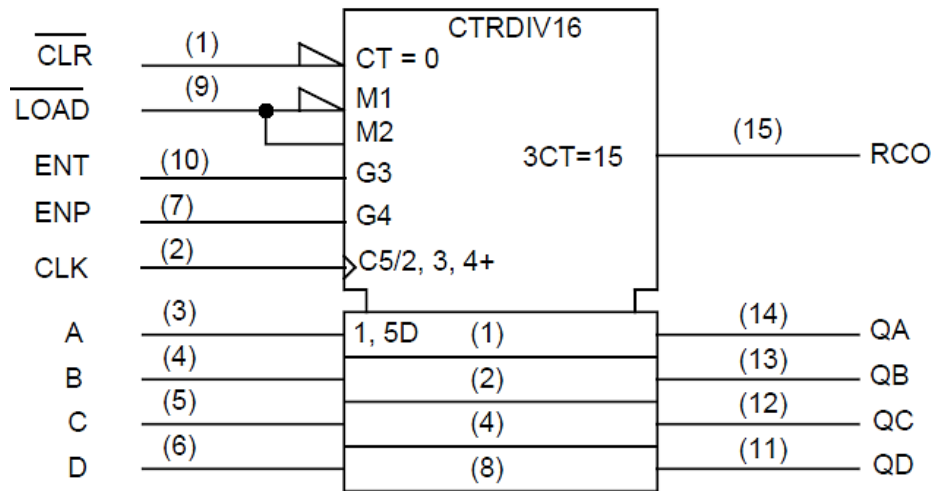 CTRDIV16
CLR (1) CT = 0
LOAD (9) M1
M2
ENT (10) G3 3CT=15 (15) RCO
ENP (7) G4
CLK (2) C5/2, 3, 4+
A (3) 1, 5D (1) (14) QA
B (4) (2) (13) QB
C (5) (4) (12) QC
D (6) (8) (11) QD